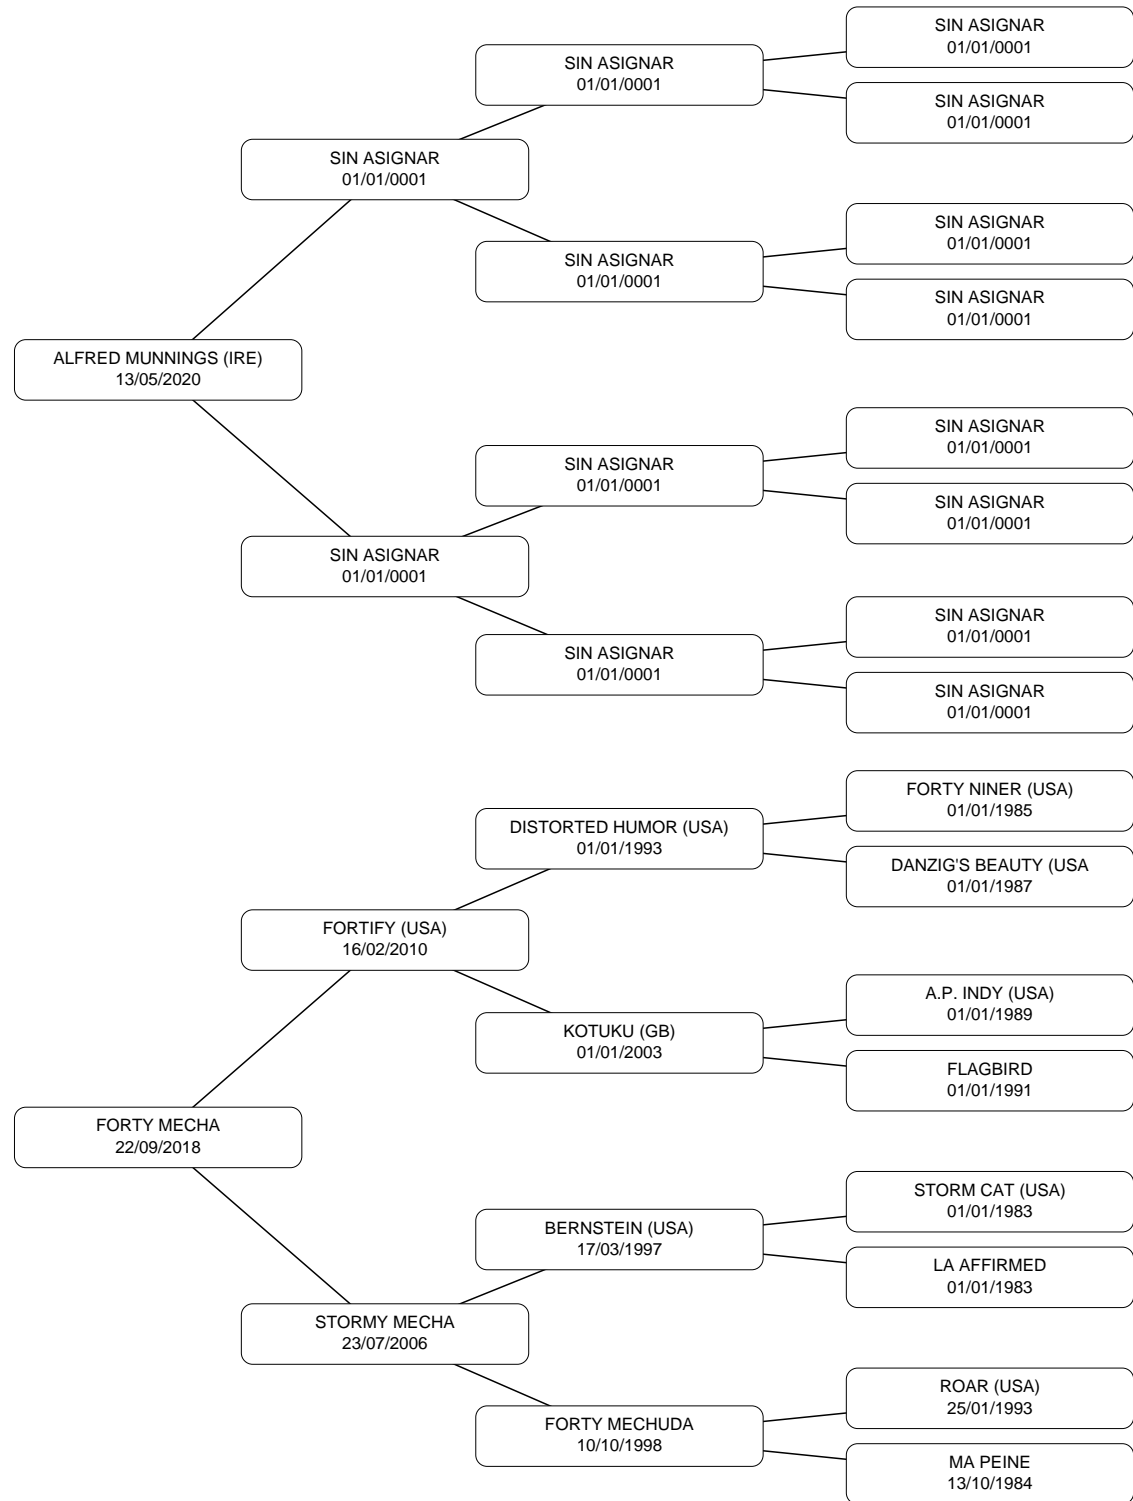 SIN ASIGNAR
01/01/0001
SIN ASIGNAR
01/01/0001
SIN ASIGNAR
01/01/0001
SIN ASIGNAR
01/01/0001
SIN ASIGNAR
01/01/0001
SIN ASIGNAR
01/01/0001
SIN ASIGNAR
01/01/0001
ALFRED MUNNINGS (IRE)
13/05/2020
SIN ASIGNAR
01/01/0001
SIN ASIGNAR
01/01/0001
SIN ASIGNAR
01/01/0001
SIN ASIGNAR
01/01/0001
SIN ASIGNAR
01/01/0001
SIN ASIGNAR
01/01/0001
SIN ASIGNAR
01/01/0001
FORTY NINER (USA)
01/01/1985
DISTORTED HUMOR (USA)
01/01/1993
DANZIG'S BEAUTY (USA
01/01/1987
FORTIFY (USA)
16/02/2010
A.P. INDY (USA)
01/01/1989
KOTUKU (GB)
01/01/2003
FLAGBIRD
01/01/1991
FORTY MECHA
22/09/2018
STORM CAT (USA)
01/01/1983
BERNSTEIN (USA)
17/03/1997
LA AFFIRMED
01/01/1983
STORMY MECHA
23/07/2006
ROAR (USA)
25/01/1993
FORTY MECHUDA
10/10/1998
MA PEINE
13/10/1984